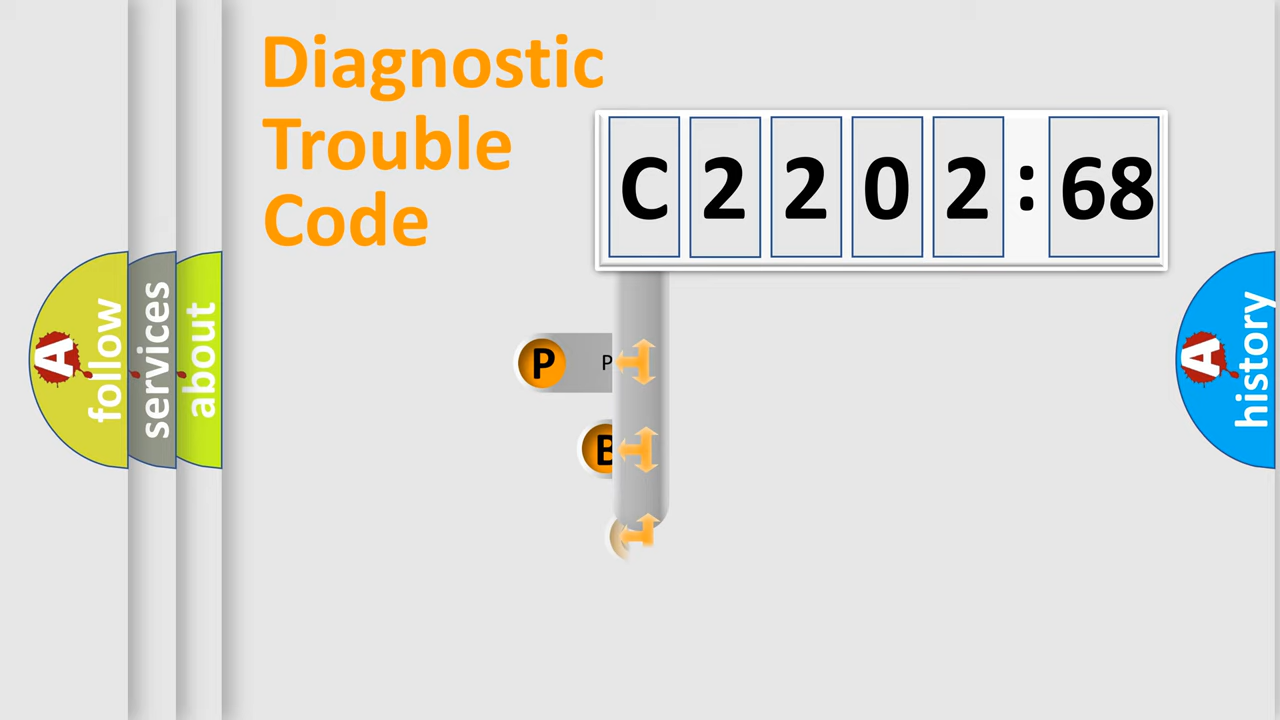 Diagnostic
Trouble
Code
C2202:68
P P
B
A follow
services
about
A history